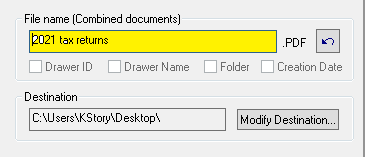 File name (Combined documents)
2021 tax returns .PDF
Drawer ID Drawer Name Folder Creation Date
Destination
C:\Users\KStory\Desktop\ Modify Destination...